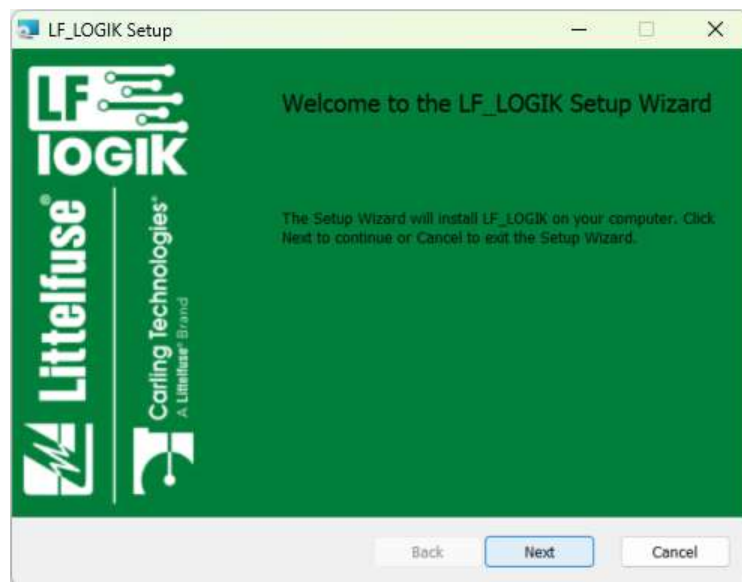 LF_LOGIK Setup
LF
LOGIK
Welcome to the LF_LOGIK Setup Wizard
The Setup Wizard will install LF_LOGIK on your computer. Click
Next to continue or Cancel to exit the Setup Wizard.
Littelfuse®
Carling Technologies®
A Littelfuse® Brand
Back
Next
Cancel